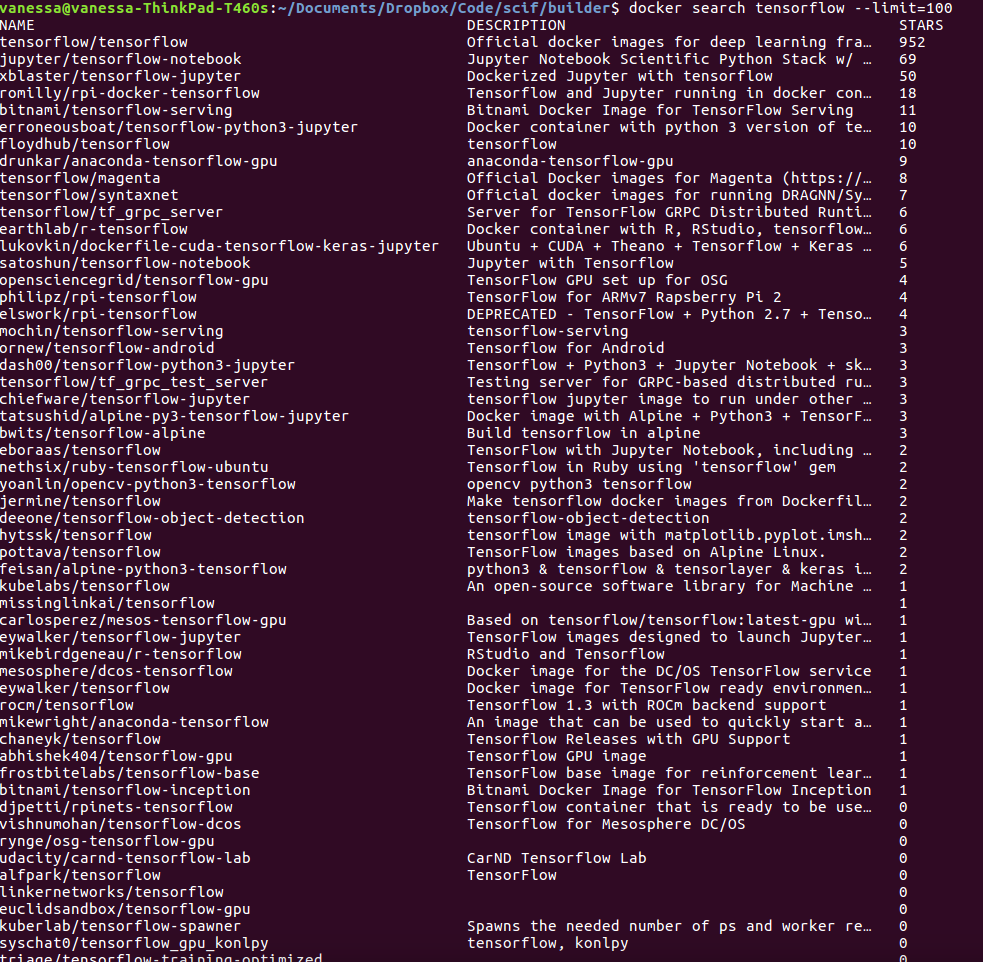 vanessa@vanessa-ThinkPad-T460s:~/Documents/Dropbox/Code/scif/builder$ docker search tensorflow --limit=100
NAME DESCRIPTION STARS
tensorflow/tensorflow Official docker images for deep learning fra… 952
jupyter/tensorflow-notebook Jupyter Notebook Scientific Python Stack w/ … 69
xblaster/tensorflow-jupyter Dockerized Jupyter with tensorflow 50
romilly/rpi-docker-tensorflow Tensorflow and Jupyter running in docker con… 18
bitnami/tensorflow-serving Bitnami Docker Image for TensorFlow Serving 11
erroneousboat/tensorflow-python3-jupyter Docker container with python 3 version of te… 10
floydhub/tensorflow tensorflow 10
drunkar/anaconda-tensorflow-gpu anaconda-tensorflow-gpu 9
tensorflow/magenta Official Docker images for Magenta (https://… 8
tensorflow/syntaxnet Official docker images for running DRAGNN/Sy… 7
tensorflow/tf_grpc_server Server for TensorFlow GRPC Distributed Runti… 6
earthlab/r-tensorflow Docker container with R, RStudio, tensorflow… 6
lukovkin/dockerfile-cuda-tensorflow-keras-jupyter Ubuntu + CUDA + Theano + Tensorflow + Keras … 6
satoshun/tensorflow-notebook Jupyter with Tensorflow 5
opensciencegrid/tensorflow-gpu TensorFlow GPU set up for OSG 4
philipz/rpi-tensorflow TensorFlow for ARMv7 Rapsberry Pi 2 4
elswork/rpi-tensorflow DEPRECATED - TensorFlow + Python 2.7 + Tenso… 4
mochin/tensorflow-serving tensorflow-serving 3
ornew/tensorflow-android Tensorflow for Android 3
dash00/tensorflow-python3-jupyter Tensorflow + Python3 + Jupyter Notebook + sk… 3
tensorflow/tf_grpc_test_server Testing server for GRPC-based distributed ru… 3
chiefware/tensorflow-jupyter tensorflow jupyter image to run under other … 3
tatsushid/alpine-py3-tensorflow-jupyter Docker image with Alpine + Python3 + TensorF… 3
bwits/tensorflow-alpine Build tensorflow in alpine 3
eboraas/tensorflow TensorFlow with Jupyter Notebook, including … 2
nethsix/ruby-tensorflow-ubuntu Tensorflow in Ruby using 'tensorflow' gem 2
yoanlin/opencv-python3-tensorflow opencv python3 tensorflow 2
jermine/tensorflow Make tensorflow docker images from Dockerfil… 2
deeone/tensorflow-object-detection tensorflow-object-detection 2
hytssk/tensorflow tensorflow image with matplotlib.pyplot.imsh… 2
pottava/tensorflow TensorFlow images based on Alpine Linux. 2
feisan/alpine-python3-tensorflow python3 & tensorflow & tensorlayer & keras i… 2
kubelabs/tensorflow An open-source software library for Machine … 1
missinglinkai/tensorflow 1
carlosperez/mesos-tensorflow-gpu Based on tensorflow/tensorflow:latest-gpu wi… 1
eywalker/tensorflow-jupyter TensorFlow images designed to launch Jupyter… 1
mikebirdgeneau/r-tensorflow RStudio and Tensorflow 1
mesosphere/dcos-tensorflow Docker image for the DC/OS TensorFlow service 1
eywalker/tensorflow Docker image for TensorFlow ready environmen… 1
rocm/tensorflow Tensorflow 1.3 with ROCm backend support 1
mikewright/anaconda-tensorflow An image that can be used to quickly start a… 1
chaneyk/tensorflow Tensorflow Releases with GPU Support 1
abhishek404/tensorflow-gpu Tensorflow GPU image 1
frostbitelabs/tensorflow-base TensorFlow base image for reinforcement lear… 1
bitnami/tensorflow-inception Bitnami Docker Image for TensorFlow Inception 1
djpetti/rpinets-tensorflow Tensorflow container that is ready to be use… 0
vishnumohan/tensorflow-dcos Tensorflow for Mesosphere DC/OS 0
rynge/osg-tensorflow-gpu 0
udacity/carnd-tensorflow-lab CarND Tensorflow Lab 0
alfpark/tensorflow TensorFlow 0
linkernetworks/tensorflow 0
euclidsandbox/tensorflow-gpu 0
kuberlab/tensorflow-spawner Spawns the needed number of ps and worker re… 0
syschat0/tensorflow_gpu_konlpy tensorflow, konlpy 0
triage/tensorflow-training-optimized 0